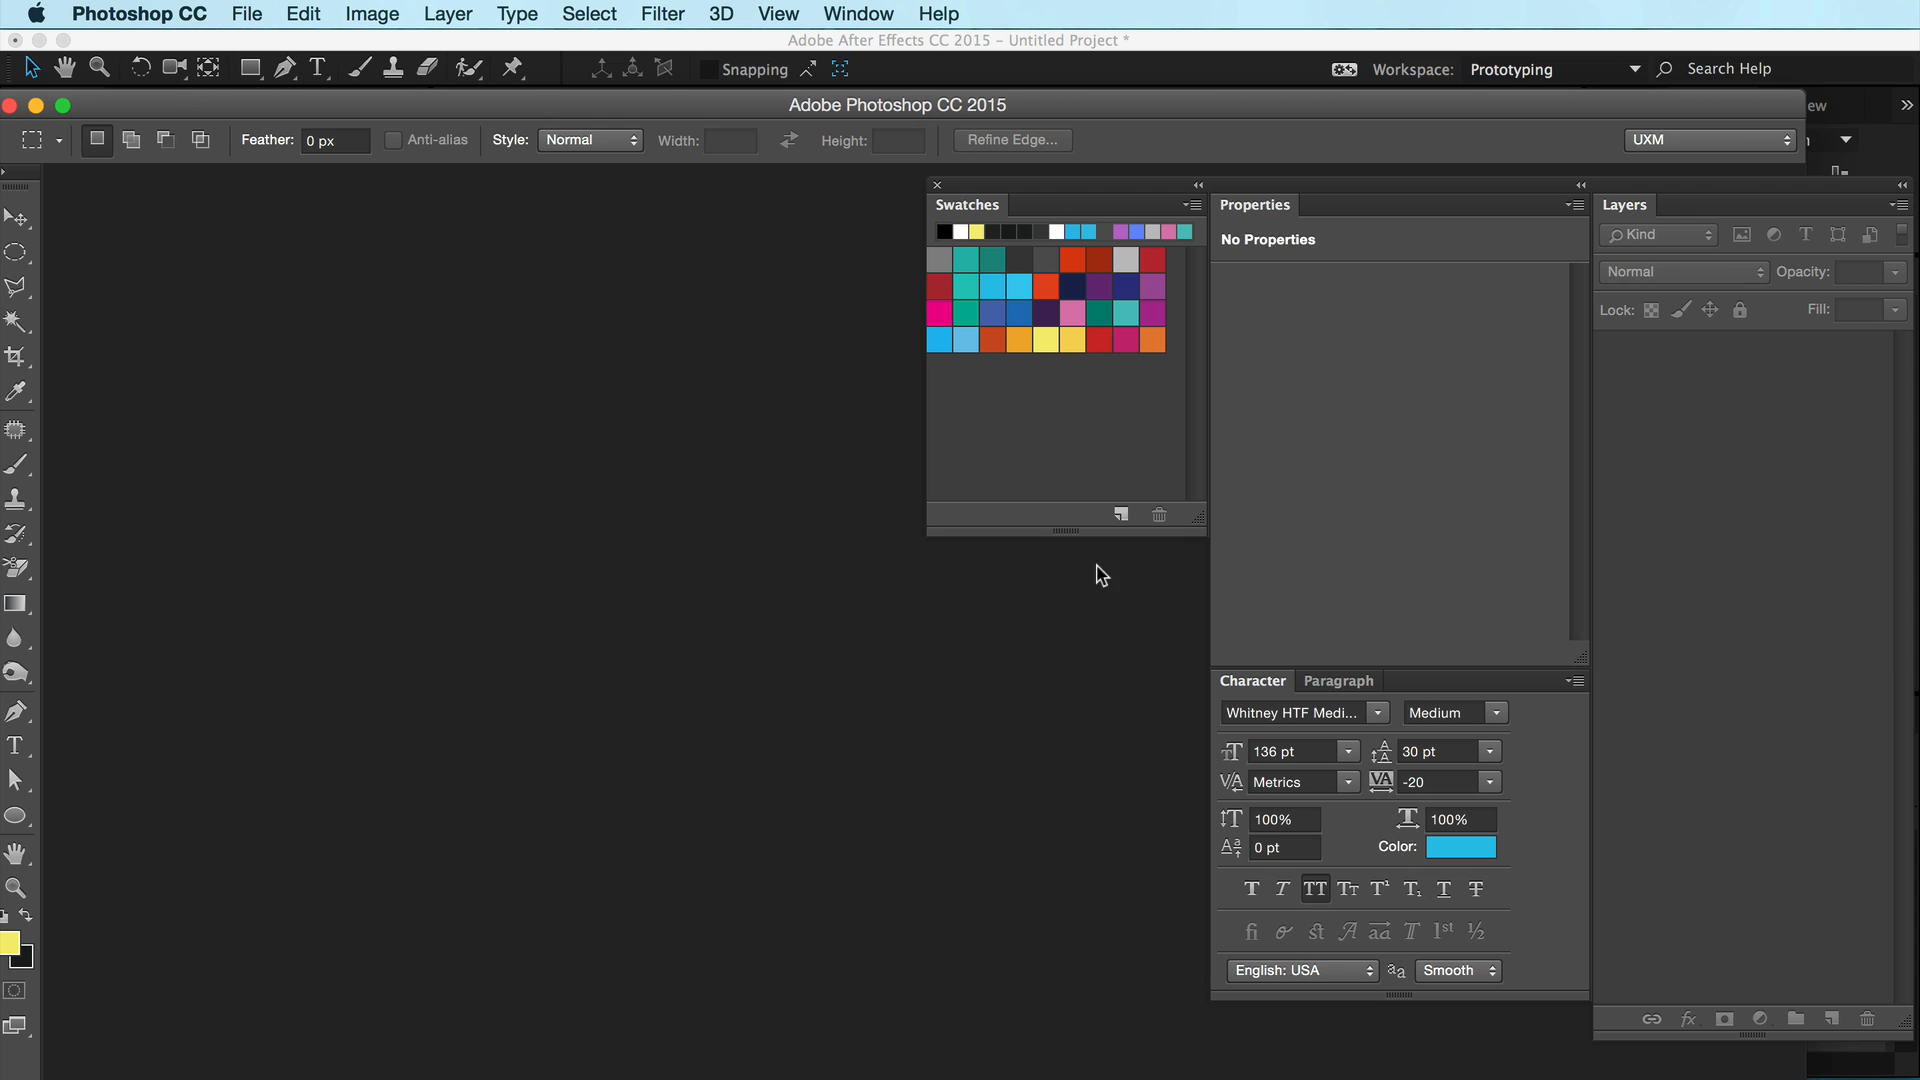 Photoshop CC File Edit Image Layer Type Select Filter 3D View Window Help
Adobe After Effects CC 2015 – Untitled Project *
Snapping Workspace: Prototyping Search Help
Adobe Photoshop CC 2015
Feather: 0 px Anti-alias Style: Normal Width: Height: Refine Edge... UXM
Swatches
Properties
No Properties
Layers
Kind
Normal Opacity:
Lock: Fill:
Character Paragraph
Whitney HTF Medi... Medium
136 pt 30 pt
Metrics -20
100% 100%
0 pt Color:
English: USA Smooth